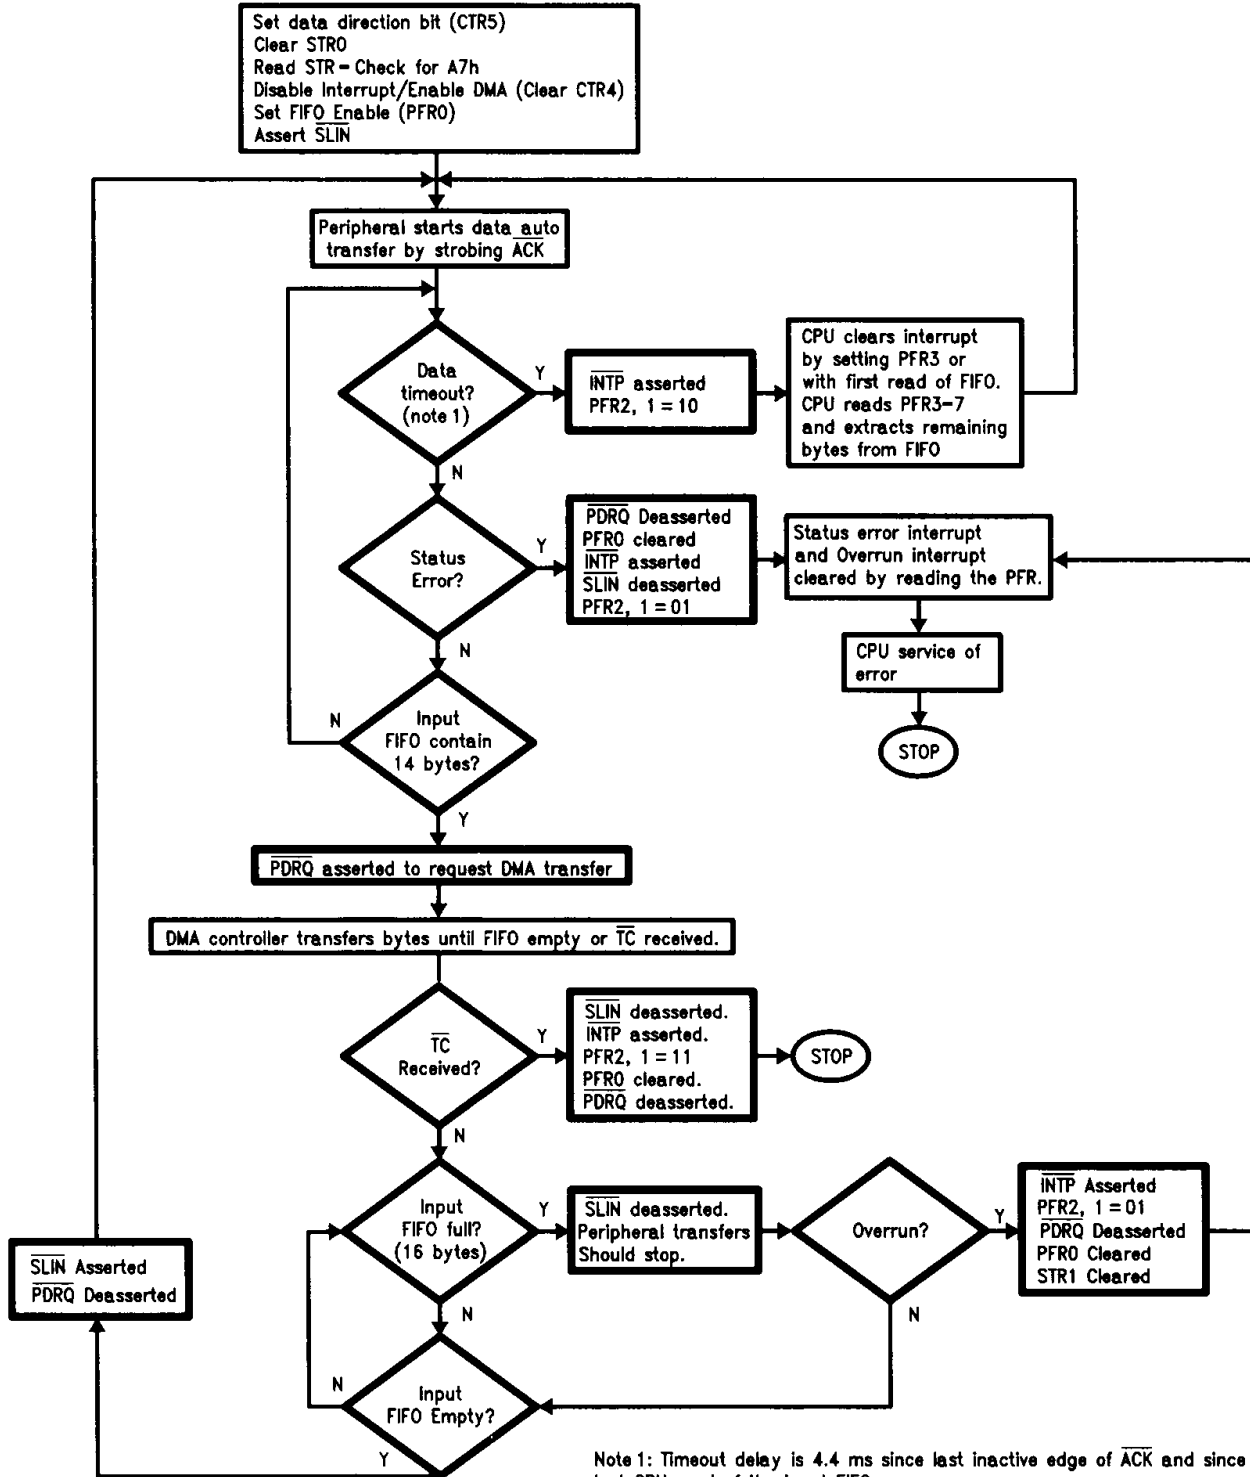 Set data direction bit (CTR5)
Clear STR0
Read STR – Check for A7h
Disable Interrupt/Enable DMA (Clear CTR4)
Set FIFO Enable (PFR0)
Assert SLIN
Peripheral starts data auto
transfer by strobing ACK
Data
timeout?
(note 1)
Y
N
INTP asserted
PFR2, 1 = 10
CPU clears interrupt
by setting PFR3 or
with first read of FIFO.
CPU reads PFR3-7
and extracts remaining
bytes from FIFO
Status
Error?
Y
N
PDRQ Deasserted
PFR0 cleared
INTP asserted
SLIN deasserted
PFR2, 1 = 01
Status error interrupt
and Overrun interrupt
cleared by reading the PFR.
CPU service of
error
STOP
Input
FIFO contain
14 bytes?
N
Y
PDRQ asserted to request DMA transfer
DMA controller transfers bytes until FIFO empty or TC received.
TC
Received?
Y
N
SLIN deasserted.
INTP asserted.
PFR2, 1 = 11
PFR0 cleared.
PDRQ deasserted.
STOP
Input
FIFO full?
(16 bytes)
Y
N
SLIN deasserted.
Peripheral transfers
Should stop.
Overrun?
Y
N
INTP Asserted
PFR2, 1 = 01
PDRQ Deasserted
PFR0 Cleared
STR1 Cleared
SLIN Asserted
PDRQ Deasserted
Input
FIFO Empty?
N
Y
Note 1: Timeout delay is 4.4 ms since last inactive edge of ACK and since